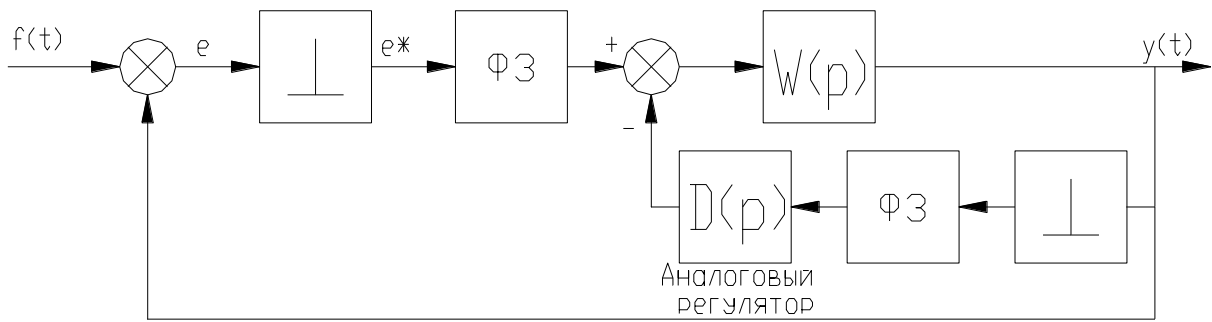 f(t)
e
e*
ФЗ
+
W(p)
y(t)
-
D(p)
ФЗ
Аналоговый
регулятор